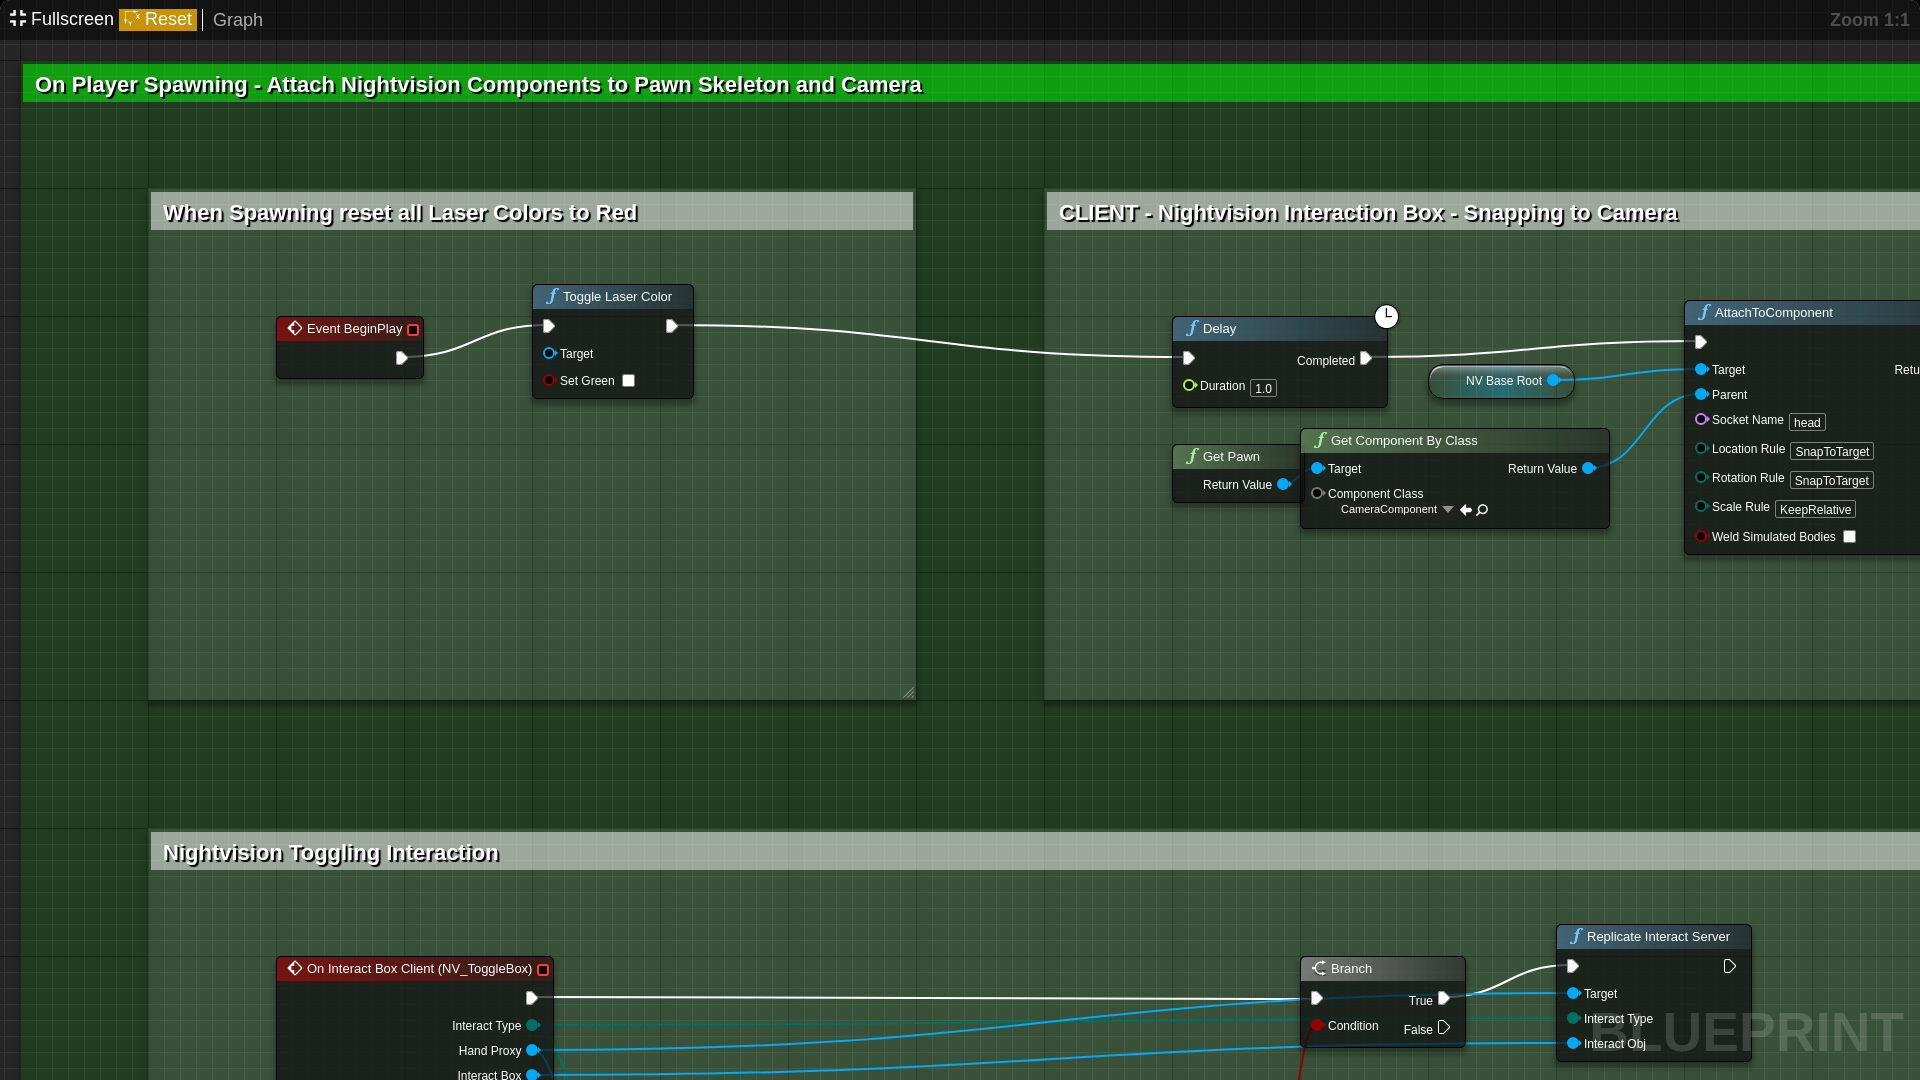 Fullscreen Reset Graph Zoom 1:1
On Player Spawning - Attach Nightvision Components to Pawn Skeleton and Camera
When Spawning reset all Laser Colors to Red
Event BeginPlay
Toggle Laser Color
Target
Set Green
CLIENT - Nightvision Interaction Box - Snapping to Camera
Delay
Completed
Duration 1.0
NV Base Root
Get Pawn
Return Value
Get Component By Class
Target Return Value
Component Class
CameraComponent
AttachToComponent
Target Retu
Parent
Socket Name head
Location Rule SnapToTarget
Rotation Rule SnapToTarget
Scale Rule KeepRelative
Weld Simulated Bodies
Nightvision Toggling Interaction
On Interact Box Client (NV_ToggleBox)
Interact Type
Hand Proxy
Interact Box
Branch
True
Condition False
Replicate Interact Server
Target
Interact Type
Interact Obj
BLUEPRINT